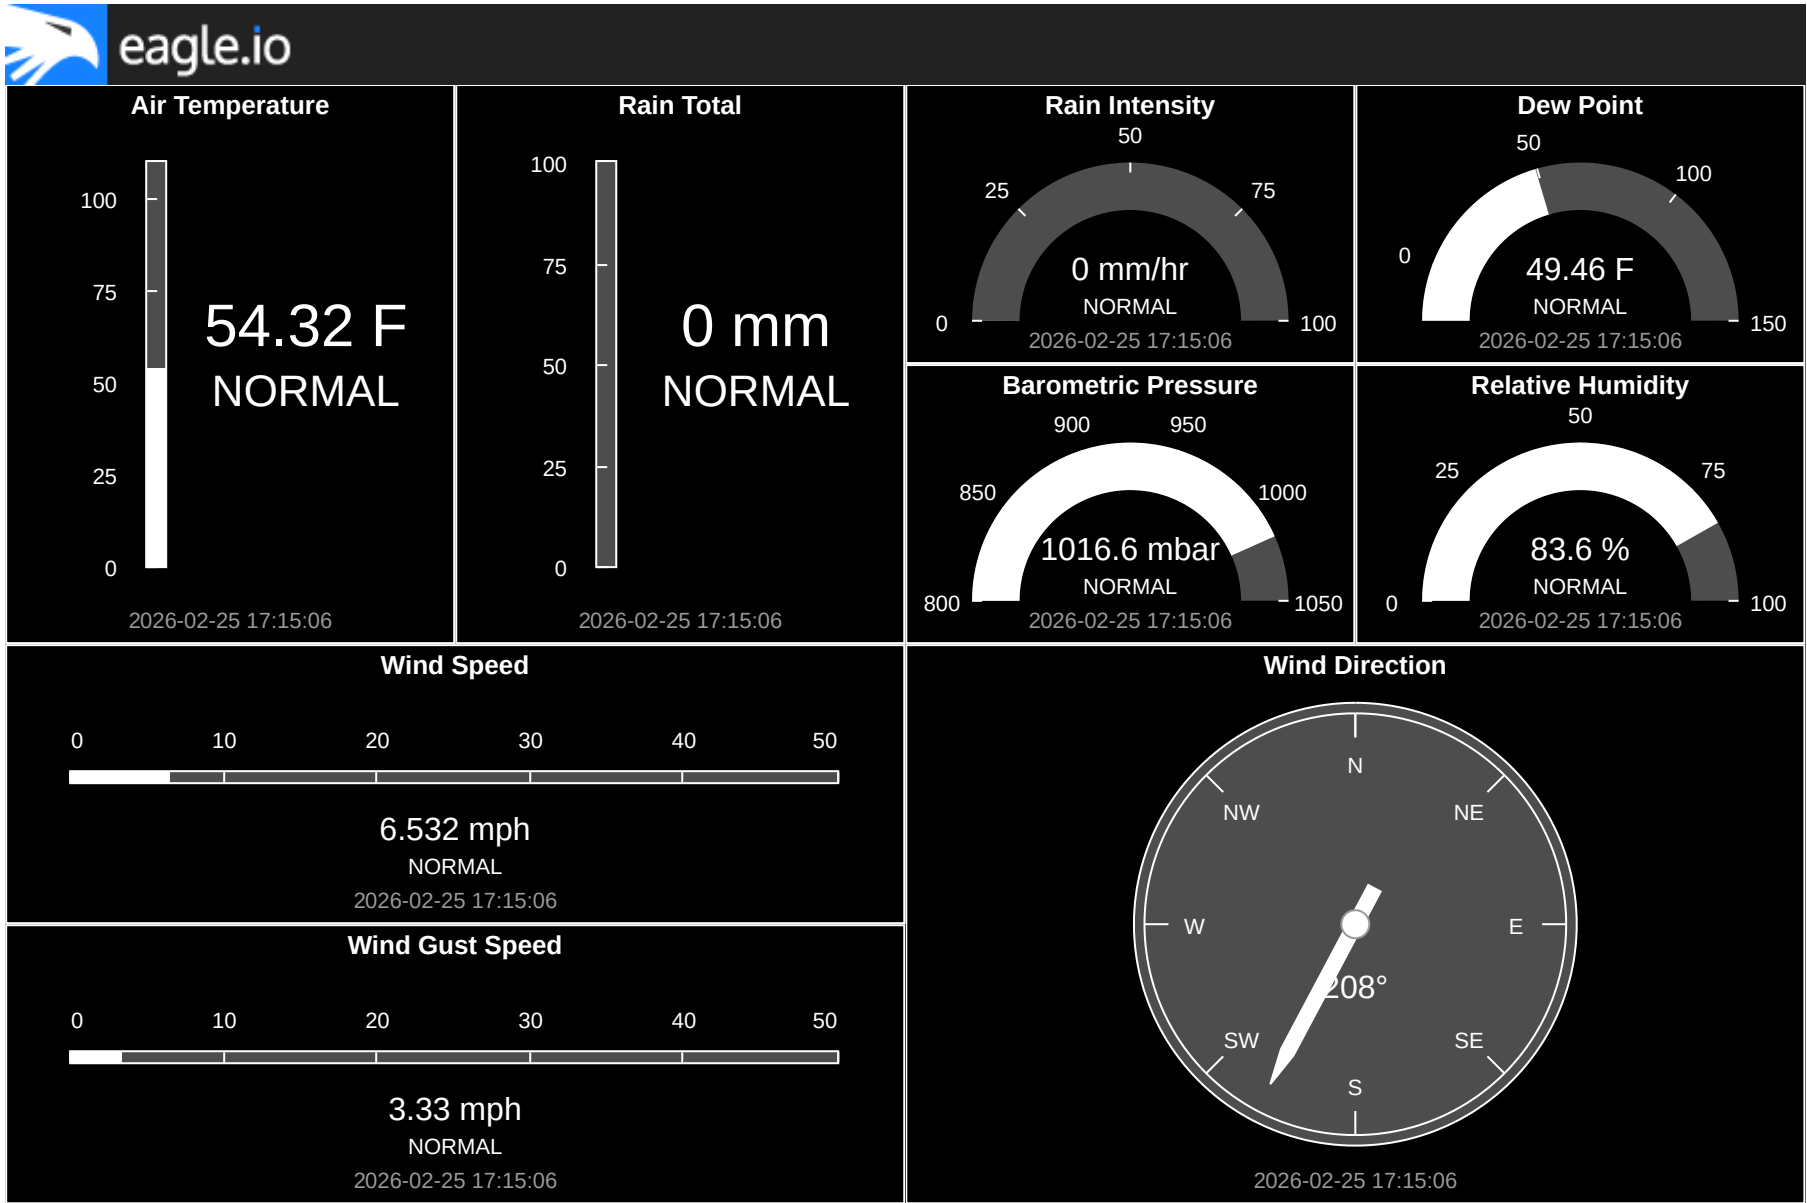 eagle.io
Air Temperature
100
75
50
25
0
54.32 F
NORMAL
2026-02-25 17:15:06
Rain Total
100
75
50
25
0
0 mm
NORMAL
2026-02-25 17:15:06
Rain Intensity
0
25
50
75
100
0 mm/hr
NORMAL
2026-02-25 17:15:06
Dew Point
0
50
100
150
49.46 F
NORMAL
2026-02-25 17:15:06
Barometric Pressure
800
850
900
950
1000
1050
1016.6 mbar
NORMAL
2026-02-25 17:15:06
Relative Humidity
0
25
50
75
100
83.6 %
NORMAL
2026-02-25 17:15:06
Wind Speed
0 10 20 30 40 50
6.532 mph
NORMAL
2026-02-25 17:15:06
Wind Gust Speed
0 10 20 30 40 50
3.33 mph
NORMAL
2026-02-25 17:15:06
Wind Direction
N
NW NE
W E
208°
SW SE
S
2026-02-25 17:15:06